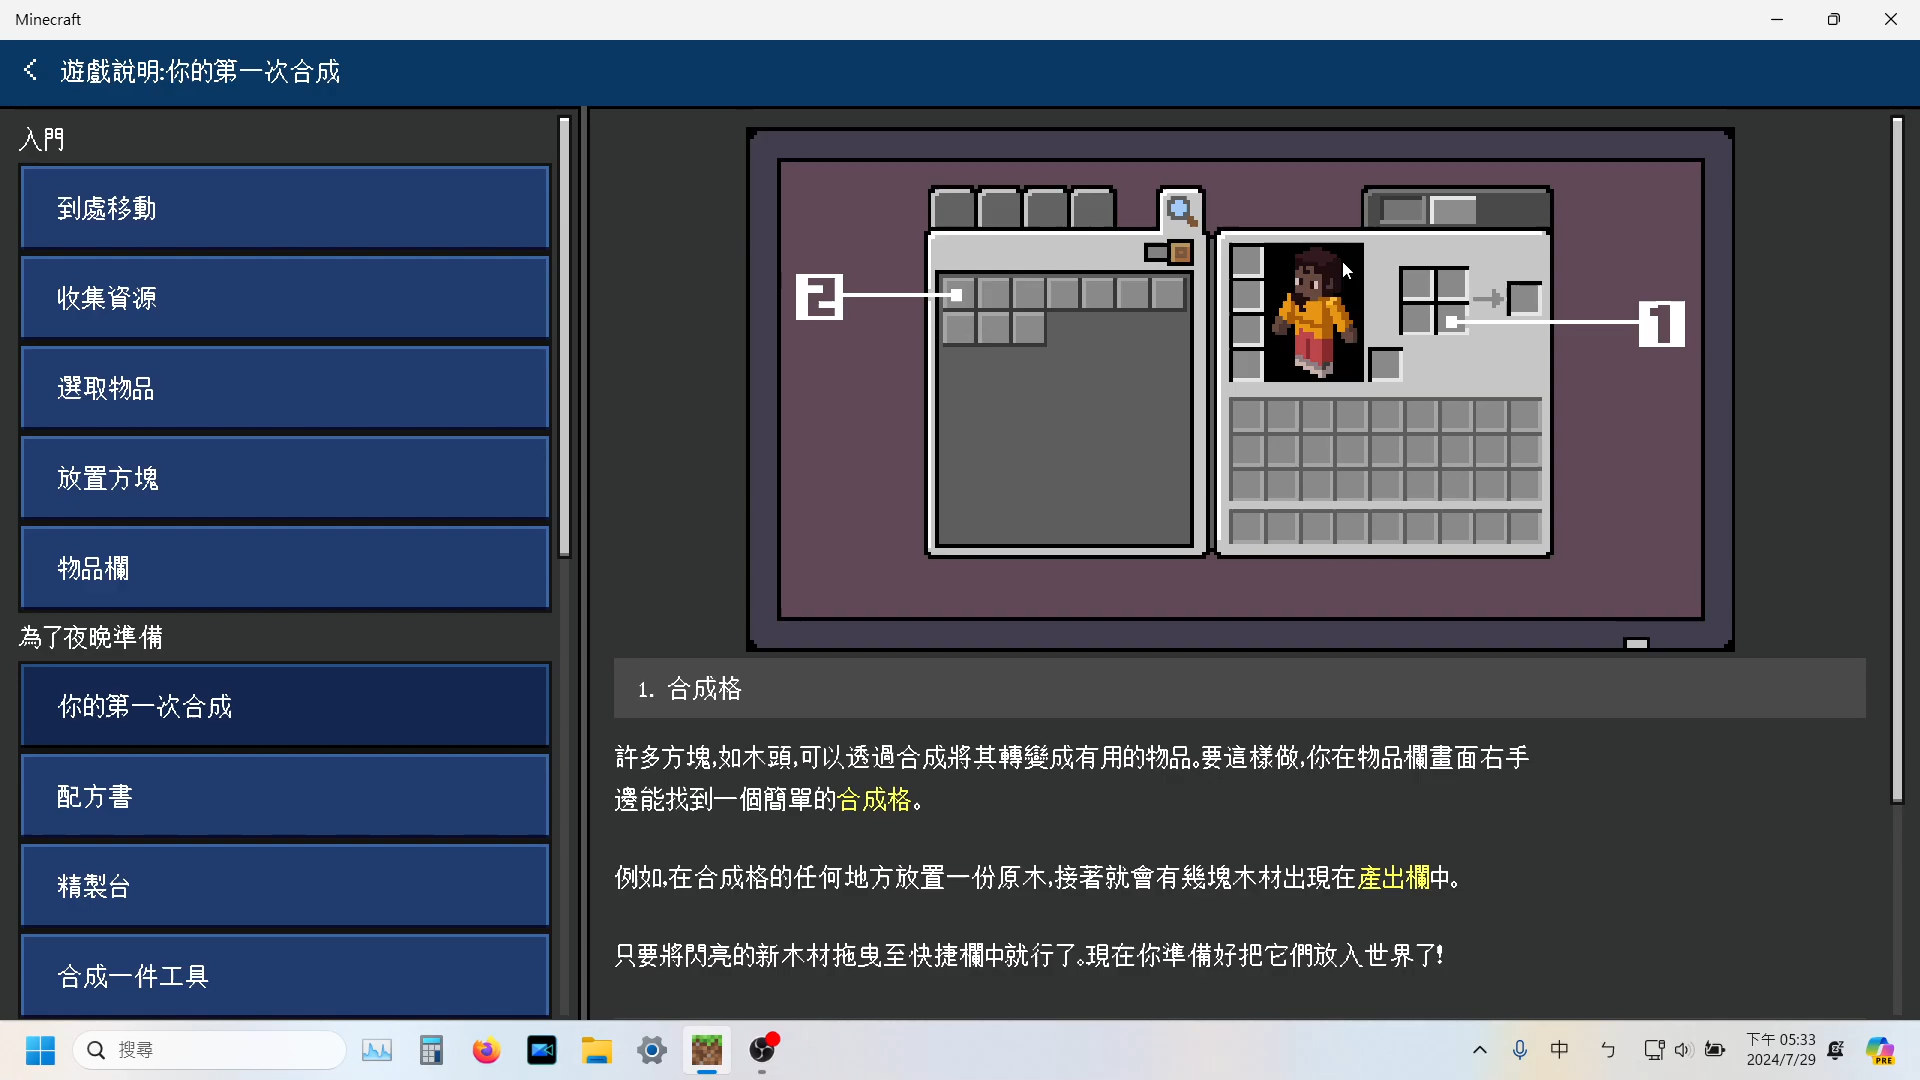 Minecraft
遊戲說明:你的第一次合成
入門
到處移動
收集資源
選取物品
放置方塊
物品欄
為了夜晚準備
你的第一次合成
配方書
精製台
合成一件工具
2
1
1. 合成格
許多方塊,如木頭,可以透過合成將其轉變成有用的物品。要這樣做,你在物品欄畫面右手
邊能找到一個簡單的合成格。
例如,在合成格的任何地方放置一份原木,接著就會有幾塊木材出現在產出欄中。
只要將閃亮的新木材拖曳至快捷欄中就行了。現在你準備好把它們放入世界了!
搜尋
中
ㄅ
下午 05:33
2024/7/29
PRE